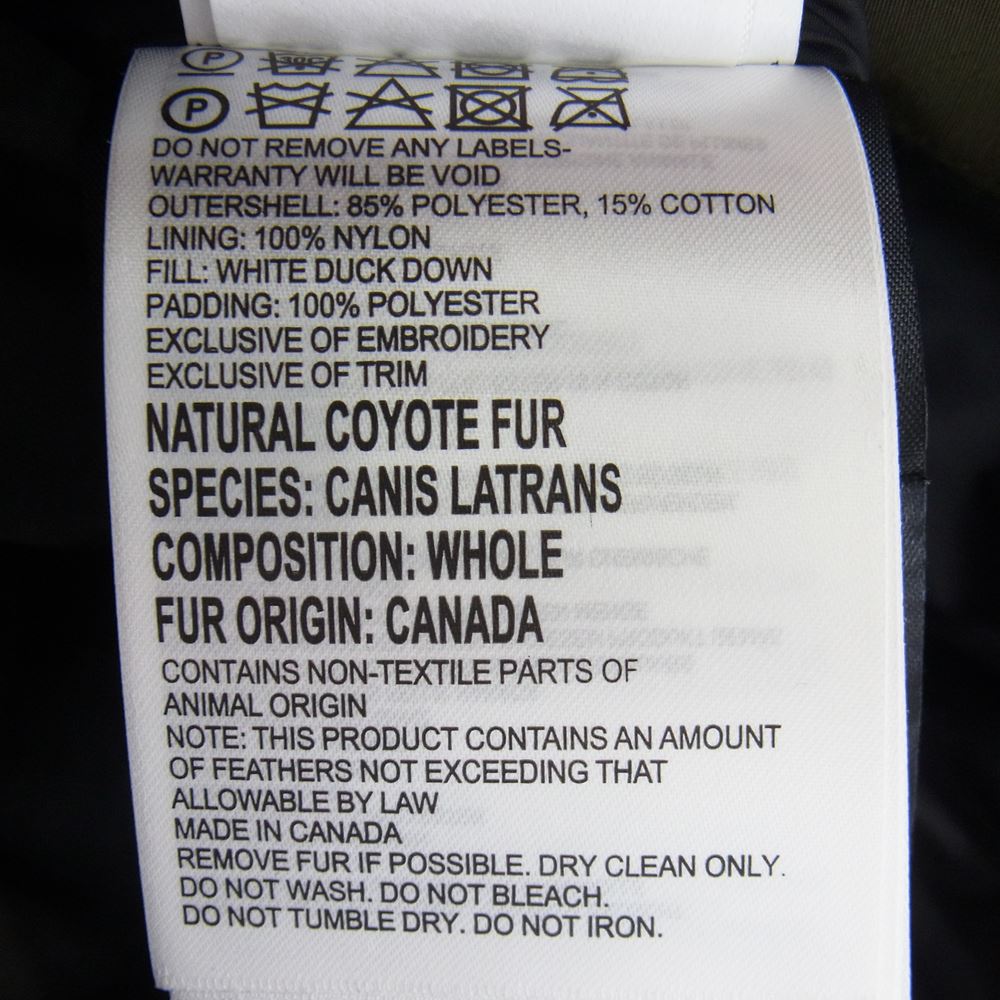 P
30C
P
DO NOT REMOVE ANY LABELS-
WARRANTY WILL BE VOID
OUTERSHELL: 85% POLYESTER, 15% COTTON
LINING: 100% NYLON
FILL: WHITE DUCK DOWN
PADDING: 100% POLYESTER
EXCLUSIVE OF EMBROIDERY
EXCLUSIVE OF TRIM
NATURAL COYOTE FUR
SPECIES: CANIS LATRANS
COMPOSITION: WHOLE
FUR ORIGIN: CANADA
CONTAINS NON-TEXTILE PARTS OF
ANIMAL ORIGIN
NOTE: THIS PRODUCT CONTAINS AN AMOUNT
OF FEATHERS NOT EXCEEDING THAT
ALLOWABLE BY LAW
MADE IN CANADA
REMOVE FUR IF POSSIBLE. DRY CLEAN ONLY.
DO NOT WASH. DO NOT BLEACH.
DO NOT TUMBLE DRY. DO NOT IRON.